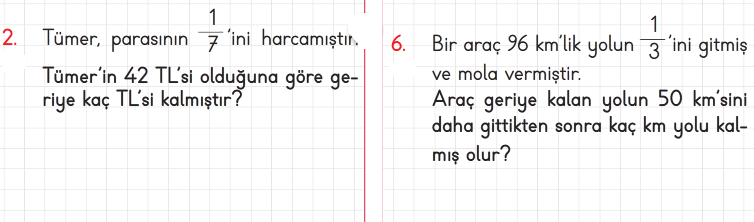 2. Tümer, parasının 1/7 'ini harcamıştır.
Tümer'in 42 TL'si olduğuna göre ge-
riye kaç TL'si kalmıştır?
6. Bir araç 96 km'lik yolun 1/3 'ini gitmiş
ve mola vermiştir.
Araç geriye kalan yolun 50 km'sini
daha gittikten sonra kaç km yolu kal-
mış olur?